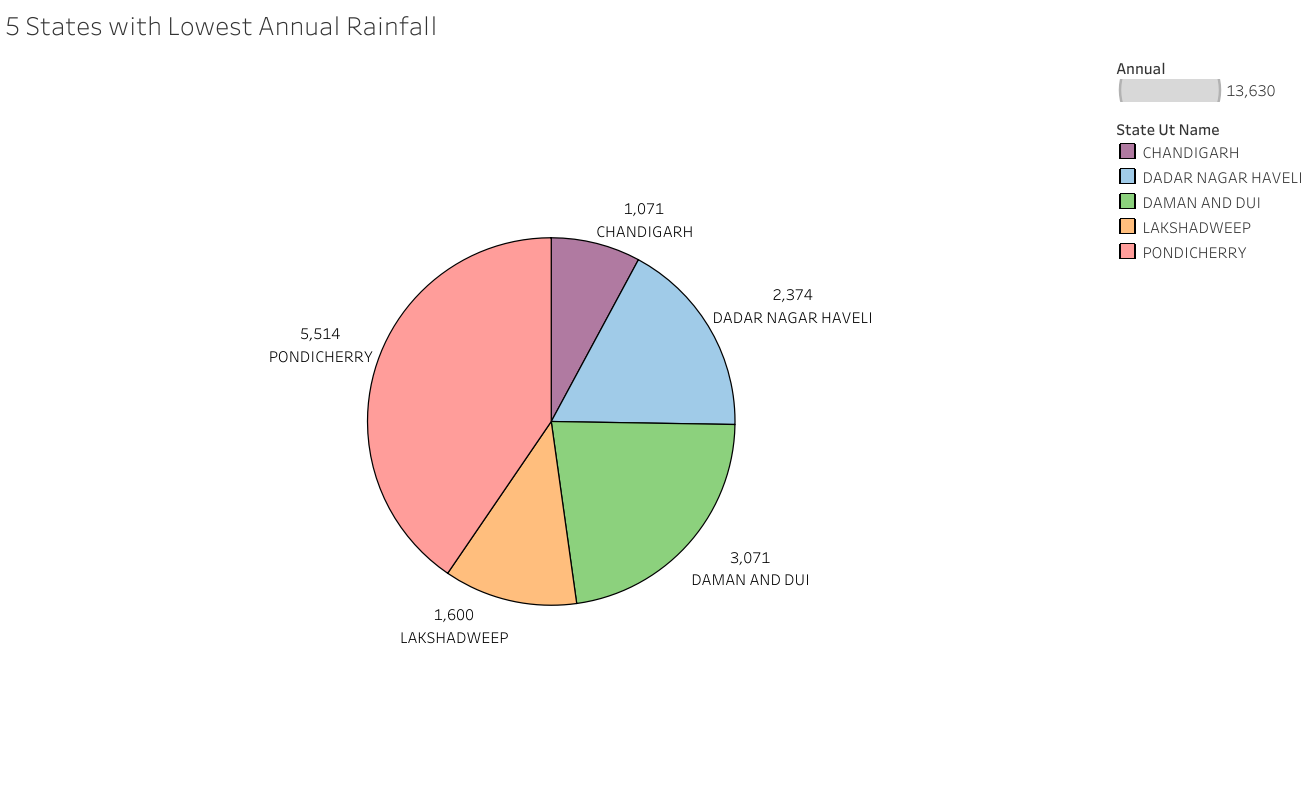 5 States with Lowest Annual Rainfall
Annual
13,630
State Ut Name
CHANDIGARH
DADAR NAGAR HAVELI
DAMAN AND DUI
LAKSHADWEEP
PONDICHERRY
1,071
CHANDIGARH
2,374
DADAR NAGAR HAVELI
5,514
PONDICHERRY
3,071
DAMAN AND DUI
1,600
LAKSHADWEEP